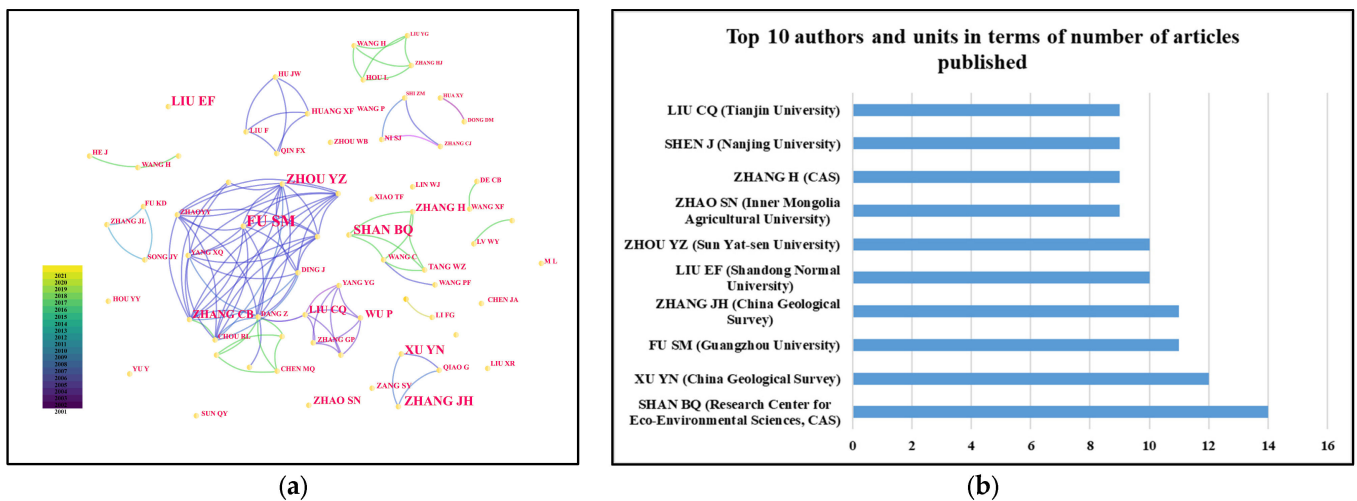 WANG H
LIU YG
ZHANG HJ
HOU L
HU JW
LIU EF
HUANG XF
WANG P
SHI ZM
HUA XY
DONG DM
LIU F
NI SJ
ZHANG CJ
ZHOU WB
QIN FX
HE J
WANG H
ZHOU YZ
LIN WJ
DE CB
XIAO TF
FU KD
ZHAO YY
ZHANG H
WANG XF
ZHANG JL
FU SM
SHAN BQ
LV WY
YANG XQ
SONG JY
WANG C
M L
DING J
TANG WZ
YANG YG
WANG PF
HOU YY
CHEN JA
ZHANG CB
BANG Z
LIU CQ
WU P
LI FG
CHOU RL
ZHANG GP
XU YN
YU Y
CHEN MQ
QIAO G
LIU XR
ZANG SY
ZHAO SN
ZHANG JH
SUN QY
2021
2020
2019
2018
2017
2016
2015
2014
2013
2012
2011
2010
2009
2008
2007
2006
2005
2004
2003
2002
2001
(a)
Top 10 authors and units in terms of number of articles
published
LIU CQ (Tianjin University)
SHEN J (Nanjing University)
ZHANG H (CAS)
ZHAO SN (Inner Mongolia
Agricultural University)
ZHOU YZ (Sun Yat-sen University)
LIU EF (Shandong Normal
University)
ZHANG JH (China Geological
Survey)
FU SM (Guangzhou University)
XU YN (China Geological Survey)
SHAN BQ (Research Center for
Eco-Environmental Sciences, CAS)
0 2 4 6 8 10 12 14 16
(b)